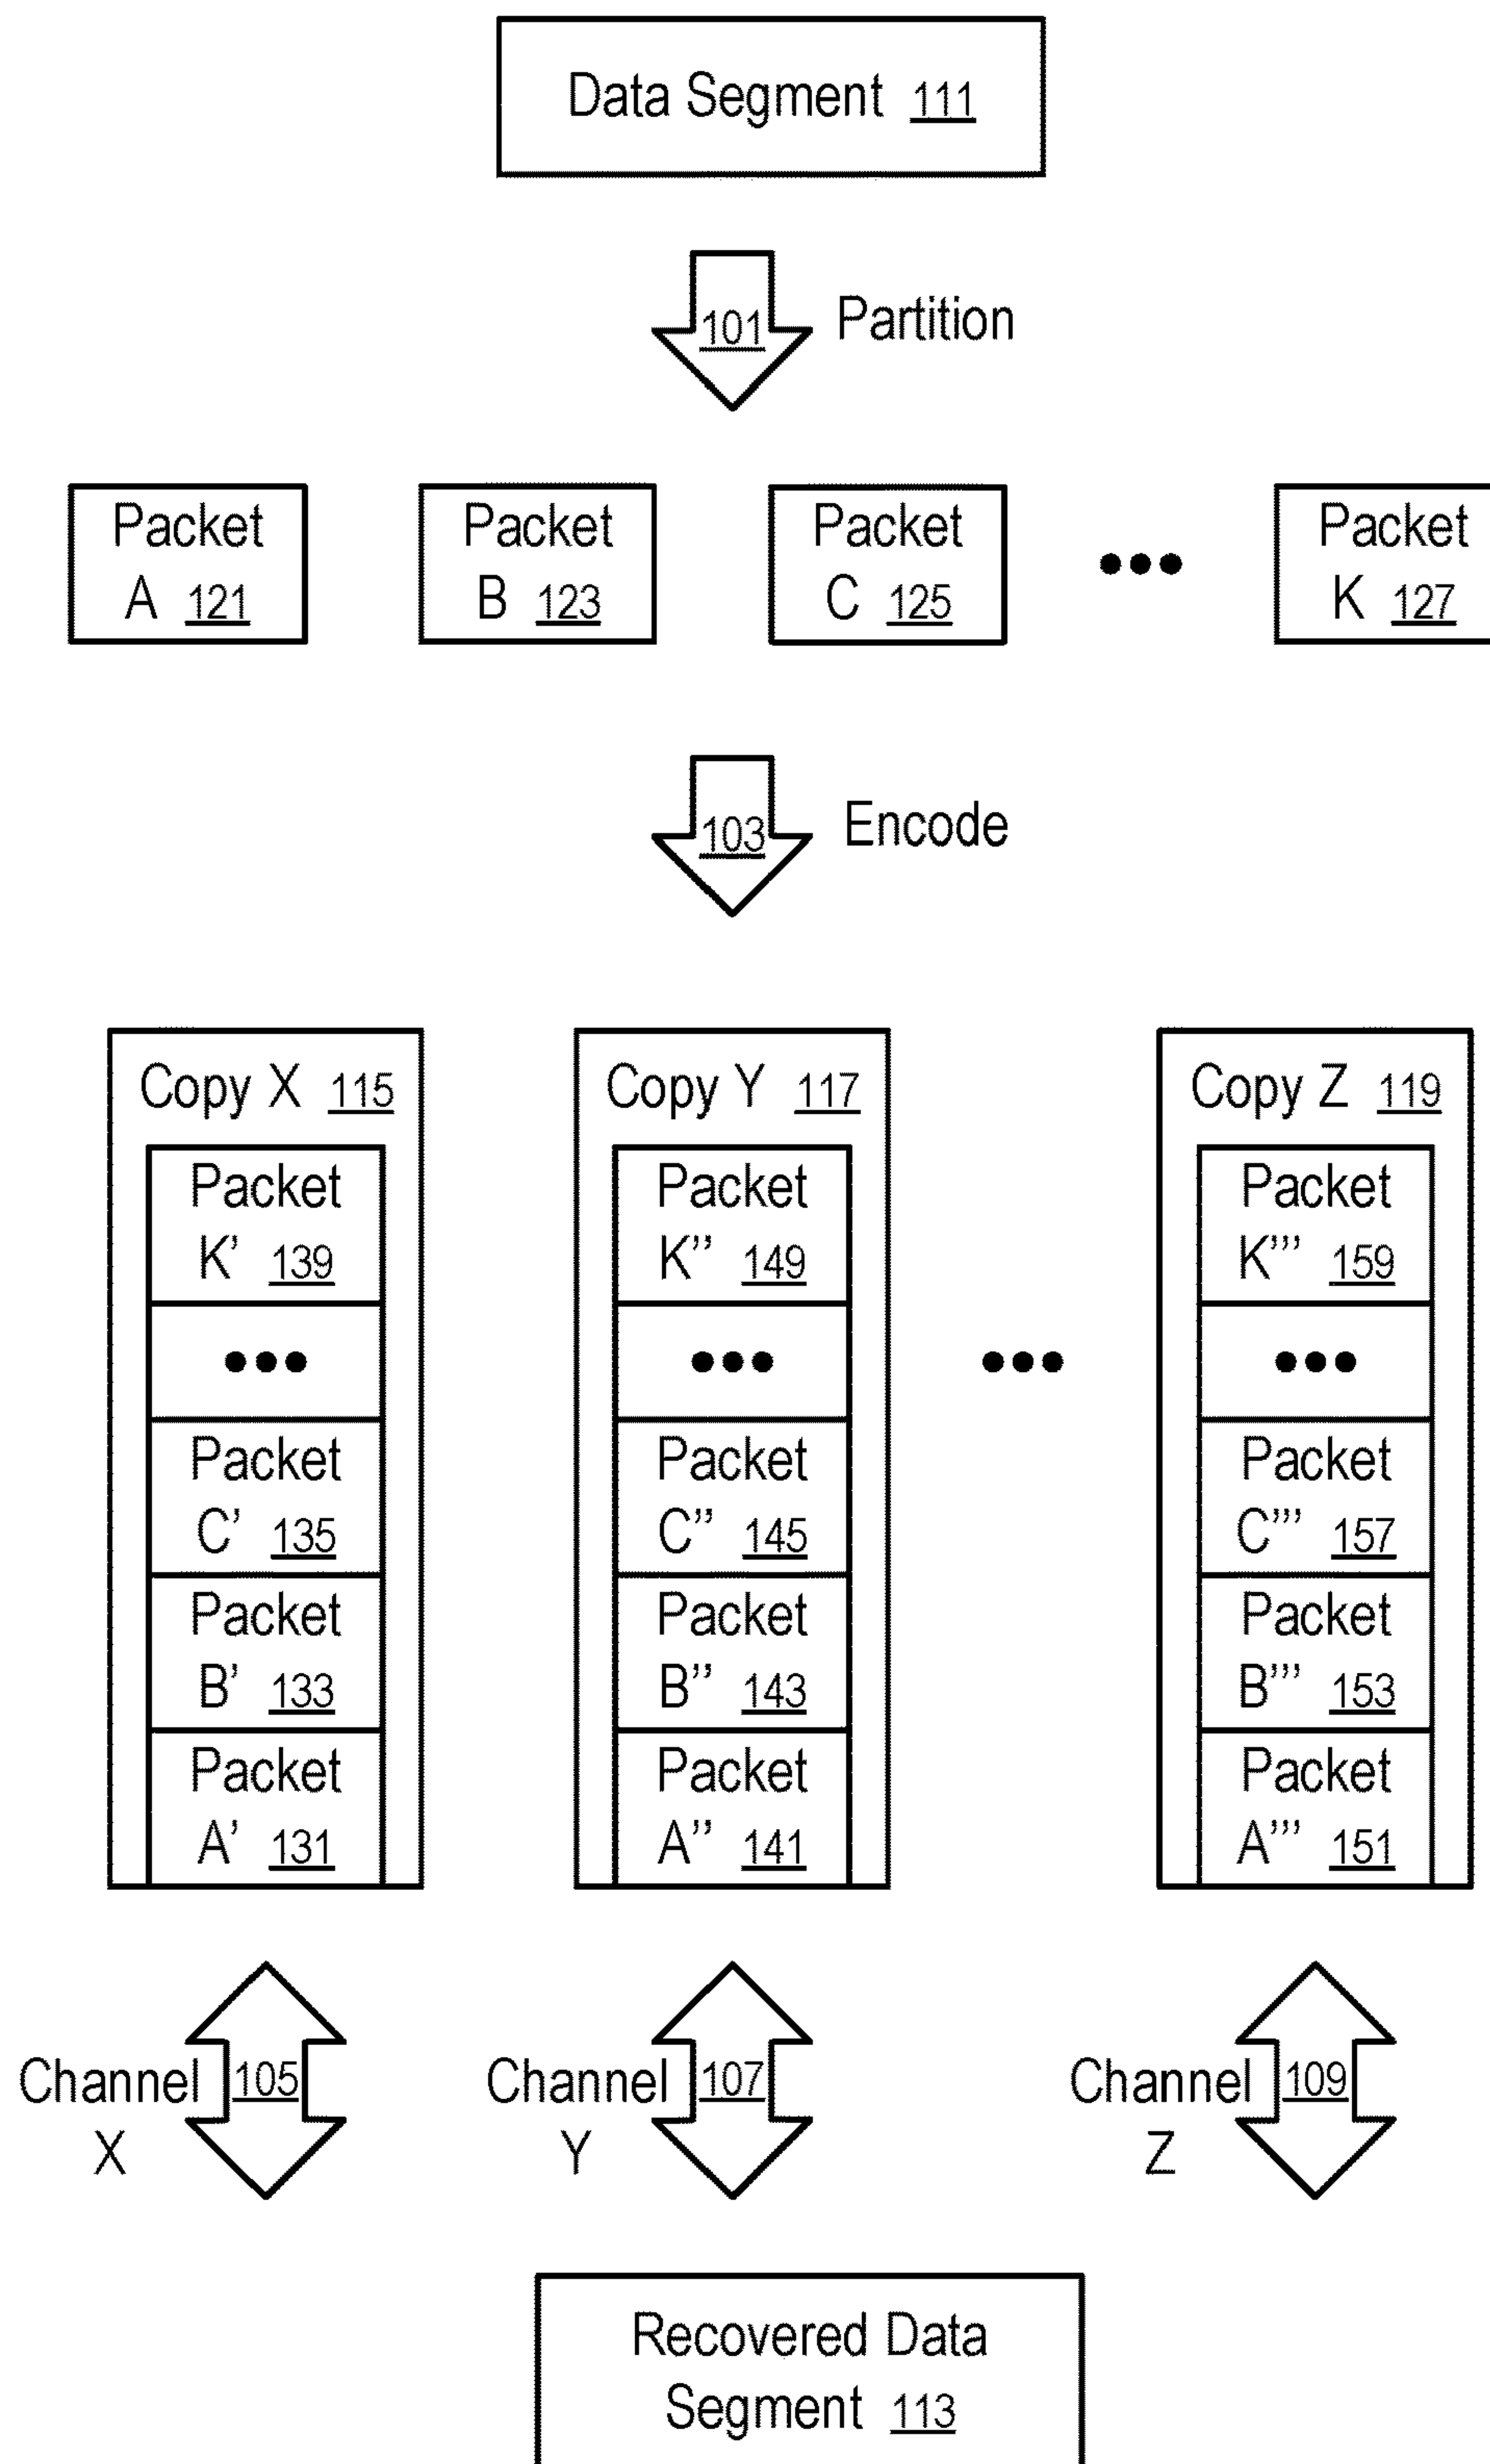 Data Segment 111
101 Partition
Packet Packet Packet ••• Packet
A 121 B 123 C 125 K 127
103 Encode
Copy X 115 Copy Y 117 Copy Z 119
Packet Packet Packet
K' 139 K'' 149 K''' 159
••• ••• ••• •••
Packet Packet Packet
C' 135 C'' 145 C''' 157
Packet Packet Packet
B' 133 B'' 143 B''' 153
Packet Packet Packet
A' 131 A'' 141 A''' 151
Channel 105 Channel 107 Channel 109
X Y Z
Recovered Data
Segment 113